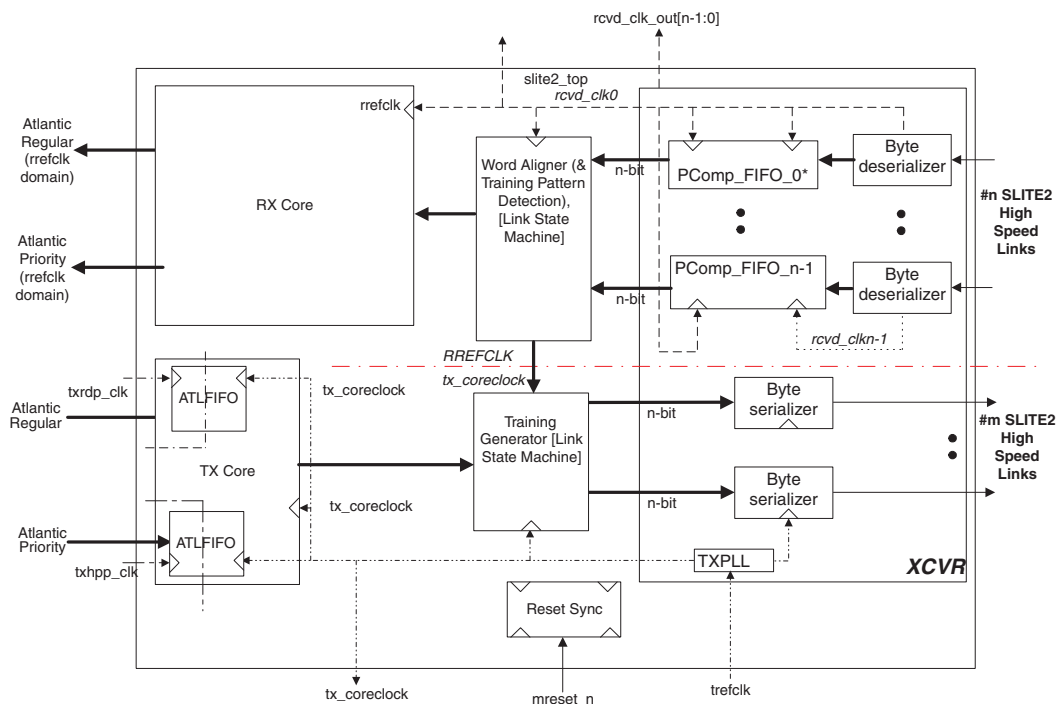 rcvd_clk_out[n-1:0]
slite2_top
rcvd_clk0
rrefclk
Atlantic
Regular
(rrefclk
domain)
RX Core
Word Aligner (&
Training Pattern
Detection),
[Link State
Machine]
n-bit
PComp_FIFO_0*
Byte
deserializer
#n SLITE2
High
Speed
Links
Atlantic
Priority
(rrefclk
domain)
n-bit
PComp_FIFO_n-1
Byte
deserializer
rcvd_clkn-1
RREFCLK
tx_coreclock
txrdp_clk
ATLFIFO
tx_coreclock
Atlantic
Regular
TX Core
Training
Generator [Link
State Machine]
n-bit
Byte
serializer
#m SLITE2
High
Speed
Links
tx_coreclock
n-bit
Byte
serializer
Atlantic
Priority
ATLFIFO
txhpp_clk
TXPLL
XCVR
Reset Sync
tx_coreclock
mreset_n
trefclk